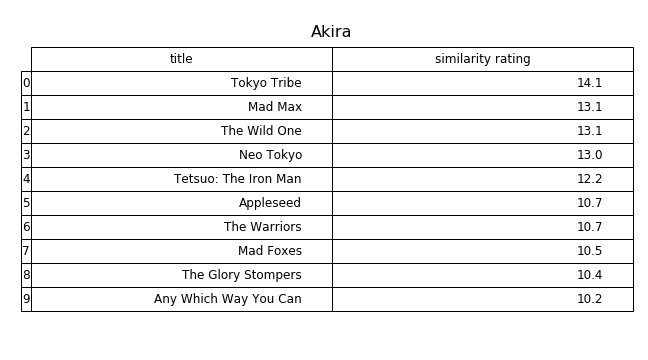 Akira
title similarity rating
0 Tokyo Tribe 14.1
1 Mad Max 13.1
2 The Wild One 13.1
3 Neo Tokyo 13.0
4 Tetsuo: The Iron Man 12.2
5 Appleseed 10.7
6 The Warriors 10.7
7 Mad Foxes 10.5
8 The Glory Stompers 10.4
9 Any Which Way You Can 10.2